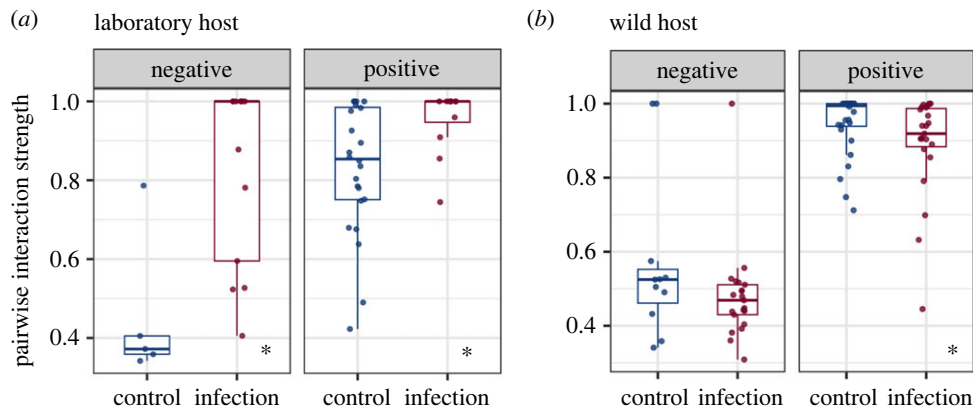 (a) laboratory host
negative positive
pairwise interaction strength
1.0
0.8
0.6
0.4
* *
control infection control infection
(b) wild host
negative positive
1.0
0.8
0.6
0.4
*
control infection control infection